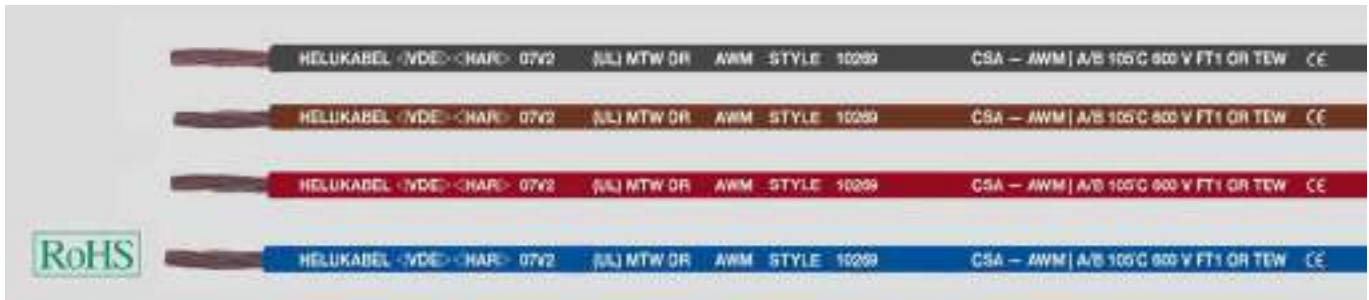 HELUKABEL <VDE> <HAR> 07V2 (UL) MTW OR AWM STYLE 10269 CSA – AWM | A/B 105°C 600 V FT1 OR TEW CE
HELUKABEL <VDE> <HAR> 07V2 (UL) MTW OR AWM STYLE 10269 CSA – AWM | A/B 105°C 600 V FT1 OR TEW CE
HELUKABEL <VDE> <HAR> 07V2 (UL) MTW OR AWM STYLE 10269 CSA – AWM | A/B 105°C 600 V FT1 OR TEW CE
RoHS
HELUKABEL <VDE> <HAR> 07V2 (UL) MTW OR AWM STYLE 10269 CSA – AWM | A/B 105°C 600 V FT1 OR TEW CE